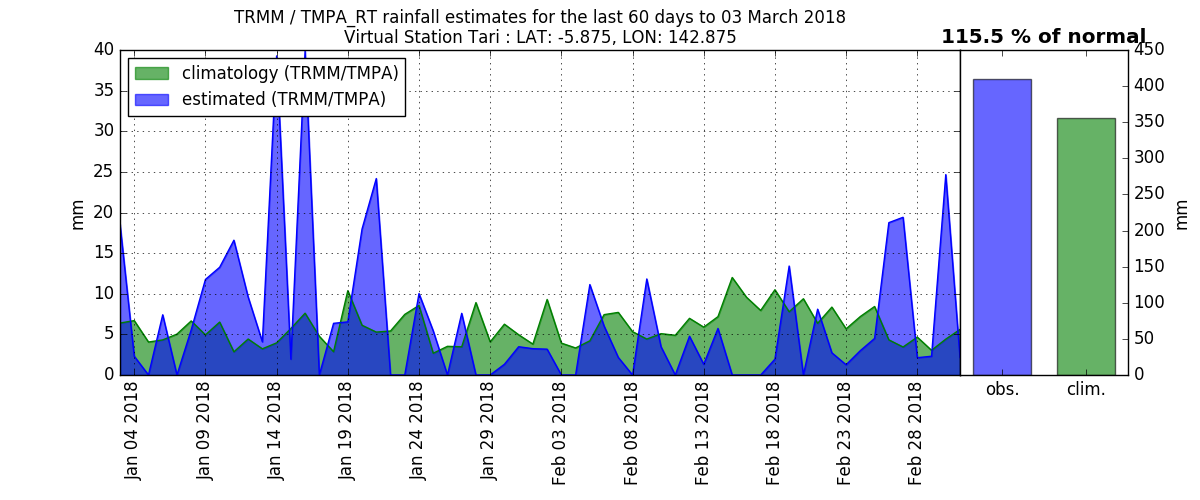 TRMM / TMPA_RT rainfall estimates for the last 60 days to 03 March 2018
Virtual Station Tari : LAT: -5.875, LON: 142.875
115.5 % of normal
climatology (TRMM/TMPA)
estimated (TRMM/TMPA)
mm
40
35
30
25
20
15
10
5
0
Jan 04 2018
Jan 09 2018
Jan 14 2018
Jan 19 2018
Jan 24 2018
Jan 29 2018
Feb 03 2018
Feb 08 2018
Feb 13 2018
Feb 18 2018
Feb 23 2018
Feb 28 2018
obs.
clim.
450
400
350
300
250
200
150
100
50
0
mm